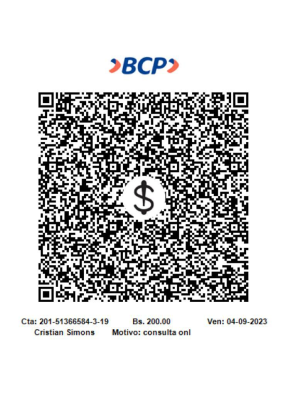 BCP
$
Cta: 201-51366584-3-19 Bs. 200.00 Ven: 04-09-2023
Cristian Simons Motivo: consulta onl